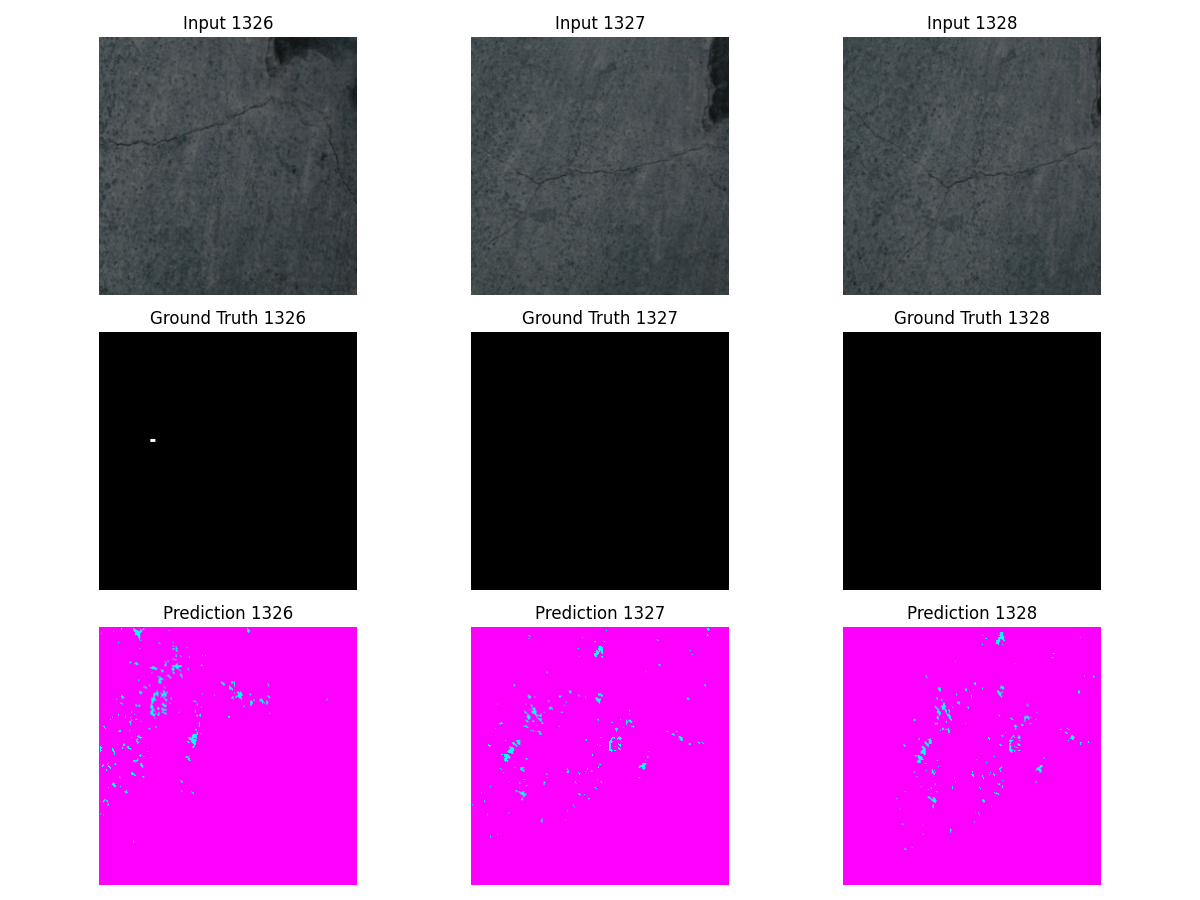 Input 1326
Input 1327
Input 1328
Ground Truth 1326
Ground Truth 1327
Ground Truth 1328
Prediction 1326
Prediction 1327
Prediction 1328